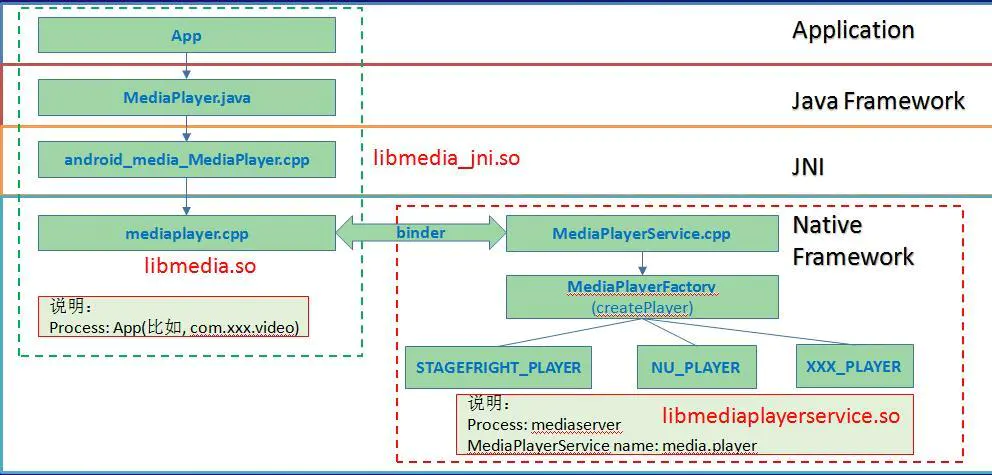 App
Application
MediaPlayer.java
Java Framework
android_media_MediaPlayer.cpp
libmedia_jni.so
JNI
mediaplayer.cpp
binder
MediaPlayerService.cpp
Native
Framework
libmedia.so
MediaPlayerFactory
(createPlayer)
说明：
Process: App(比如, com.xxx.video)
STAGEFRIGHT_PLAYER
NU_PLAYER
XXX_PLAYER
说明：
libmediaplayerservice.so
Process: mediaserver
MediaPlayerService name: media.player